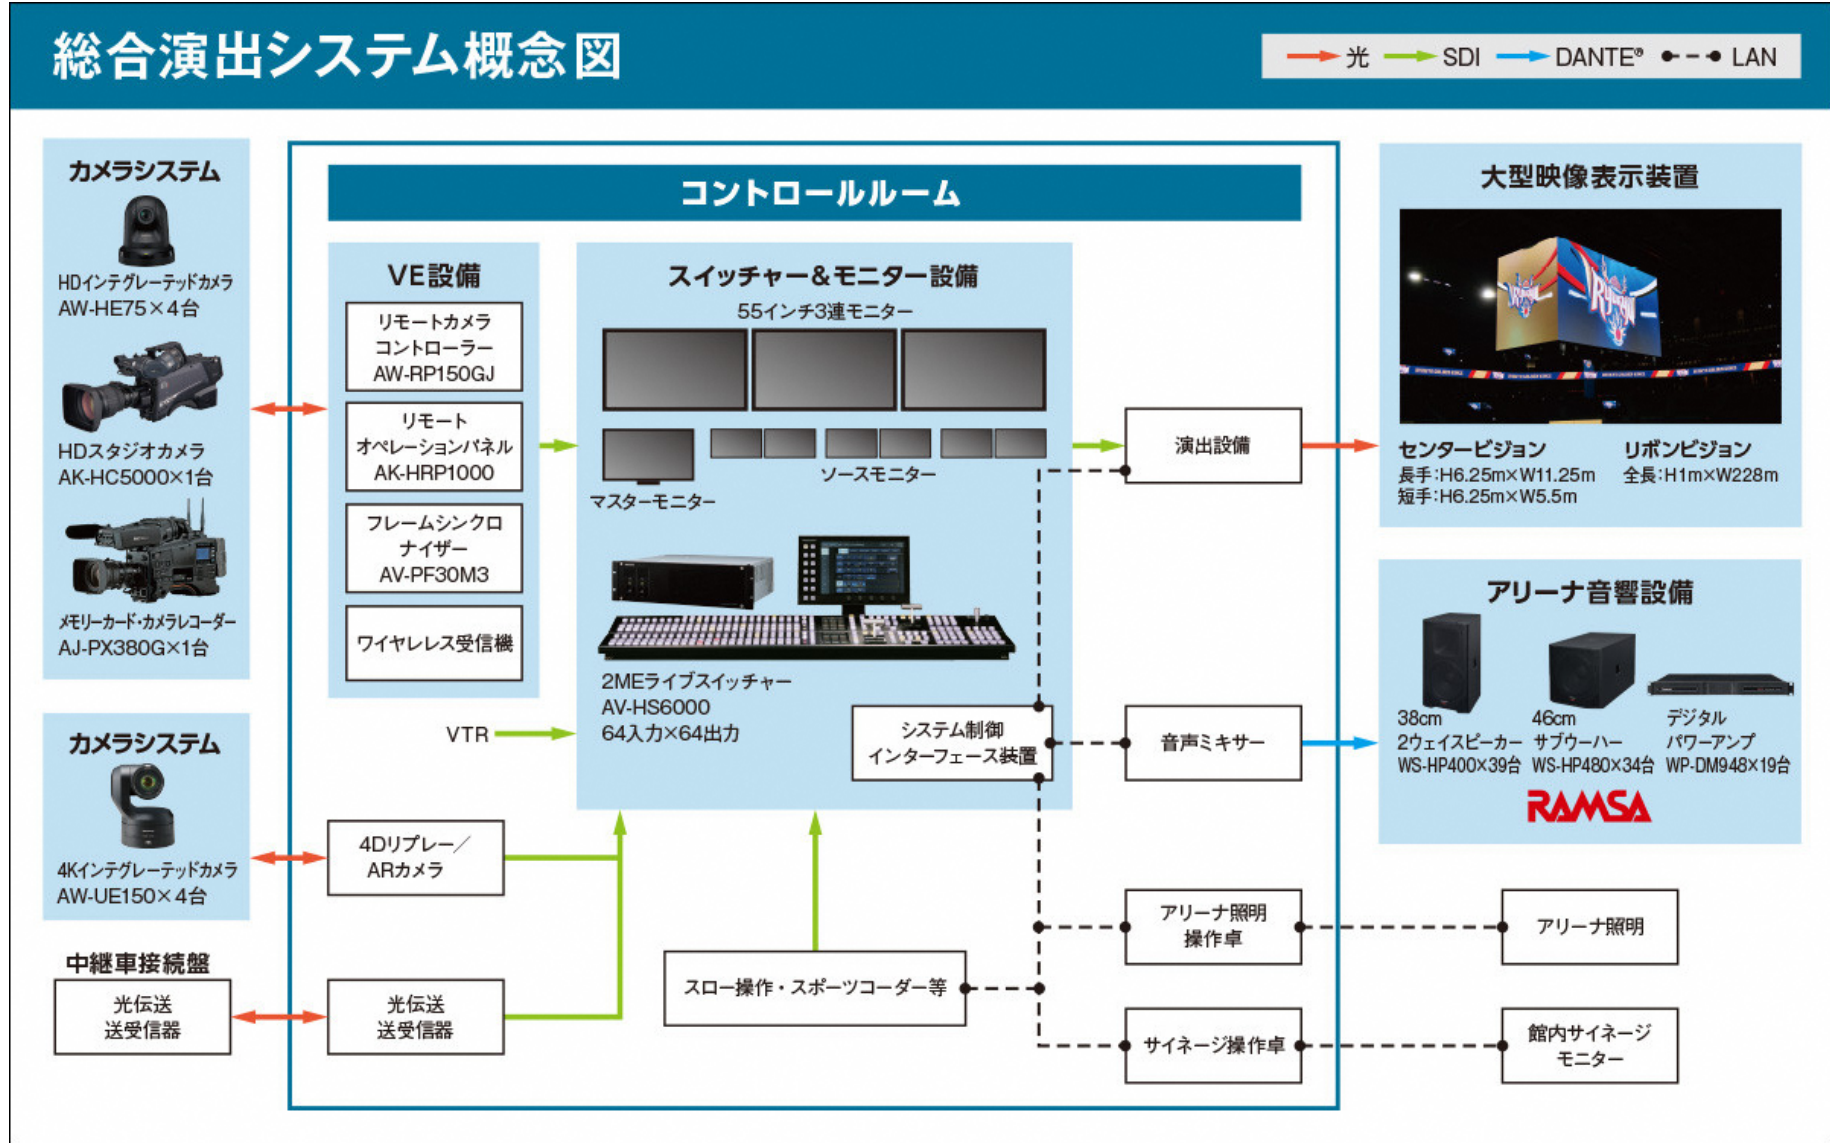 総合演出システム概念図
光
SDI
DANTE®
LAN
カメラシステム
HDインテグレーテッドカメラ
AW-HE75×4台
HDスタジオカメラ
AK-HC5000×1台
メモリーカード・カメラレコーダー
AJ-PX380G×1台
カメラシステム
4Kインテグレーテッドカメラ
AW-UE150×4台
中継車接続盤
光伝送
送受信器
コントロールルーム
VE設備
リモートカメラ
コントローラー
AW-RP150GJ
リモート
オペレーションパネル
AK-HRP1000
フレームシンクロ
ナイザー
AV-PF30M3
ワイヤレス受信機
VTR
4Dリプレー／
ARカメラ
光伝送
送受信器
スイッチャー&モニター設備
55インチ3連モニター
マスターモニター
ソースモニター
2MEライブスイッチャー
AV-HS6000
64入力×64出力
システム制御
インターフェース装置
スロー操作・スポーツコーダー等
演出設備
音声ミキサー
アリーナ照明
操作卓
サイネージ操作卓
大型映像表示装置
センタービジョン
長手:H6.25m×W11.25m
短手:H6.25m×W5.5m
リボンビジョン
全長:H1m×W228m
アリーナ音響設備
38cm
2ウェイスピーカー
WS-HP400×39台
46cm
サブウーハー
WS-HP480×34台
デジタル
パワーアンプ
WP-DM948×19台
RAMSA
アリーナ照明
館内サイネージ
モニター